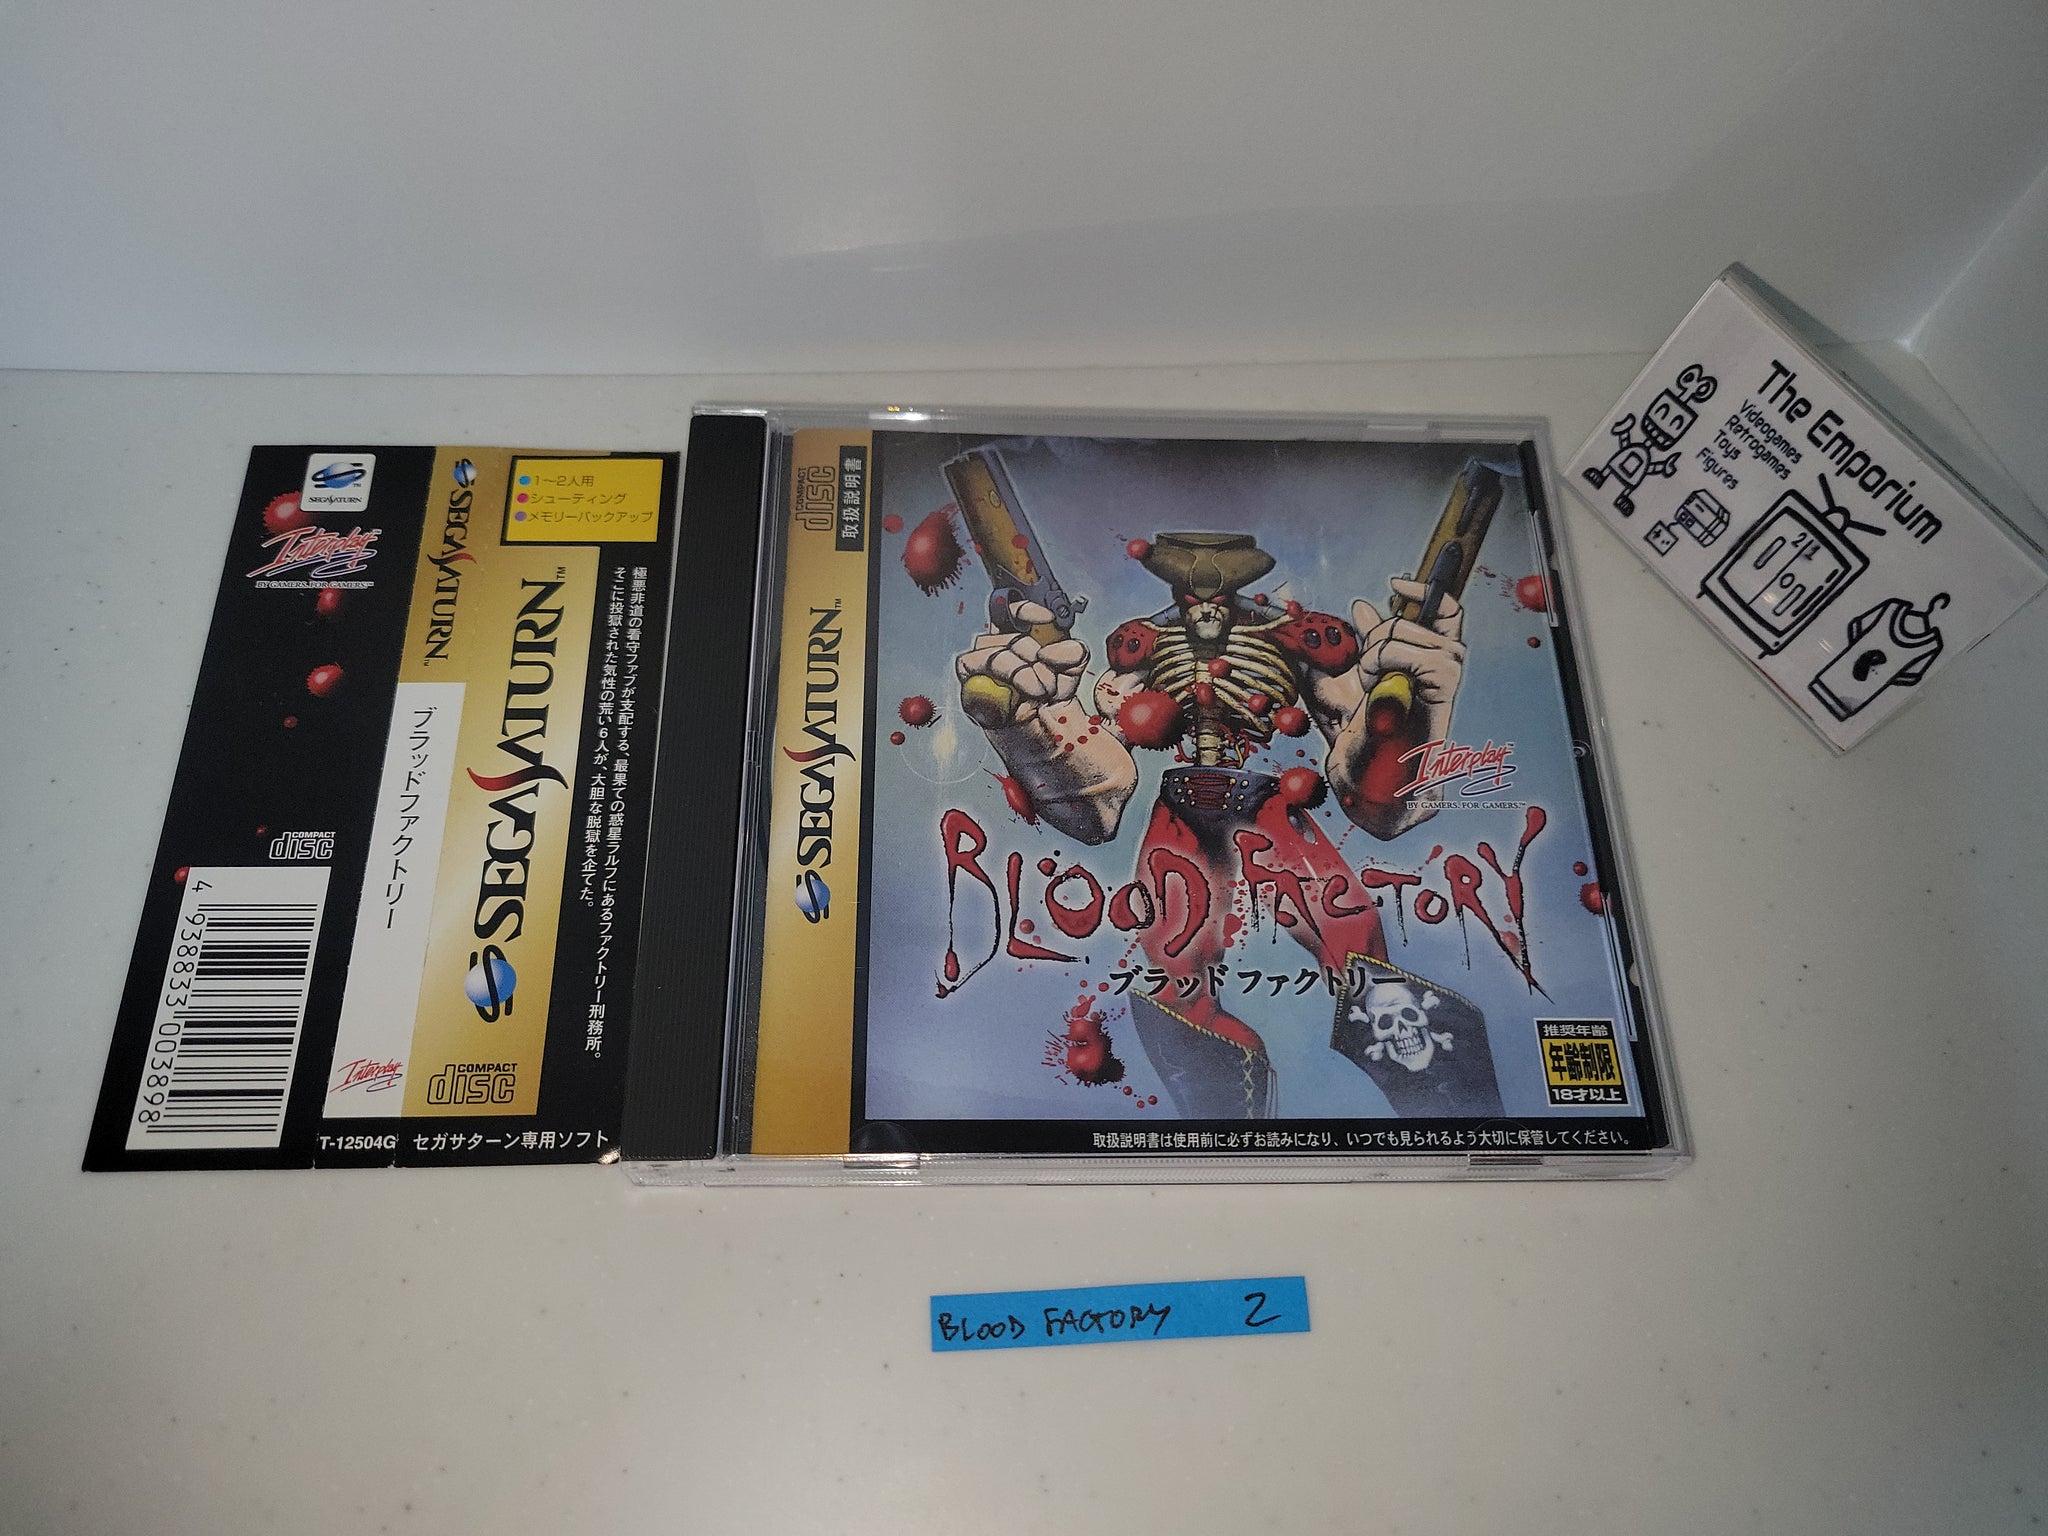 SEGA SATURN
Interplay™
BY GAMERS. FOR GAMERS.™
COMPACT
disc
4 938833 003898
SEGA SATURN™
ブラッドファクトリー
Interplay
T-12504G
●1〜2人用
●シューティング
●メモリーバックアップ
SEGA SATURN™
COMPACT
disc
セガサターン専用ソフト
極悪非道の看守ファブが支配する、最果ての惑星ラルフにあるファクトリー刑務所。
そこに投獄された気性の荒い6人が、大胆な脱獄を企てた。
COMPACT
disc
取扱説明書
SEGA SATURN™
Interplay™
BY GAMERS. FOR GAMERS.™
BLOOD FACTORY
ブラッドファクトリー
推奨年齢
年齢制限
18才以上
取扱説明書は使用前に必ずお読みになり、いつでも見られるよう大切に保管してください。
The Emporium
Videogames
Retrogames
Toys
Figures
BLOOD FACTORY 2